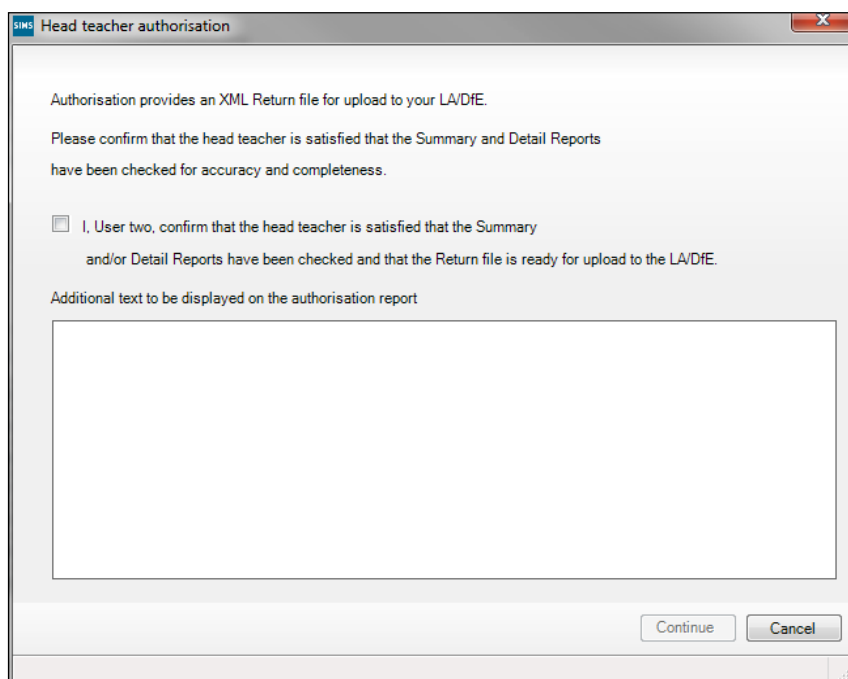 SIMS Head teacher authorisation
Authorisation provides an XML Return file for upload to your LA/DfE.
Please confirm that the head teacher is satisfied that the Summary and Detail Reports
have been checked for accuracy and completeness.
I, User two, confirm that the head teacher is satisfied that the Summary
and/or Detail Reports have been checked and that the Return file is ready for upload to the LA/DfE.
Additional text to be displayed on the authorisation report
Continue Cancel